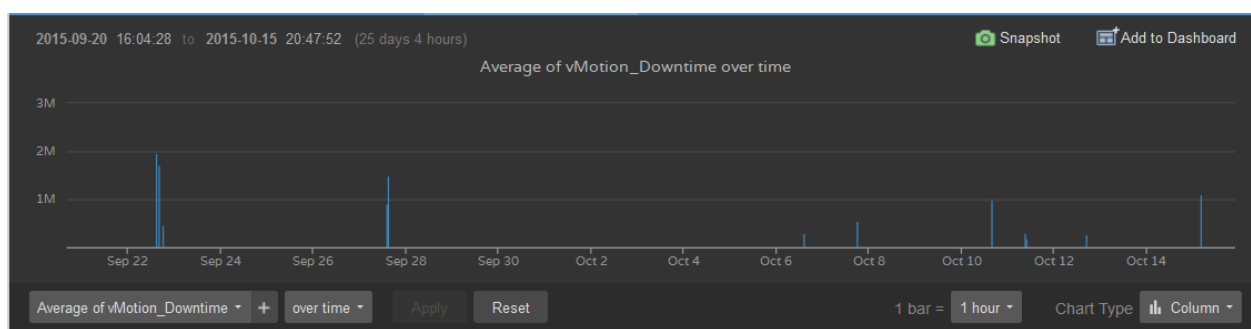 2015-09-20 16:04:28 to 2015-10-15 20:47:52 (25 days 4 hours) Snapshot Add to Dashboard
Average of vMotion_Downtime over time
3M
2M
1M
Sep 22 Sep 24 Sep 26 Sep 28 Sep 30 Oct 2 Oct 4 Oct 6 Oct 8 Oct 10 Oct 12 Oct 14
Average of vMotion_Downtime + over time Apply Reset 1 bar = 1 hour Chart Type Column